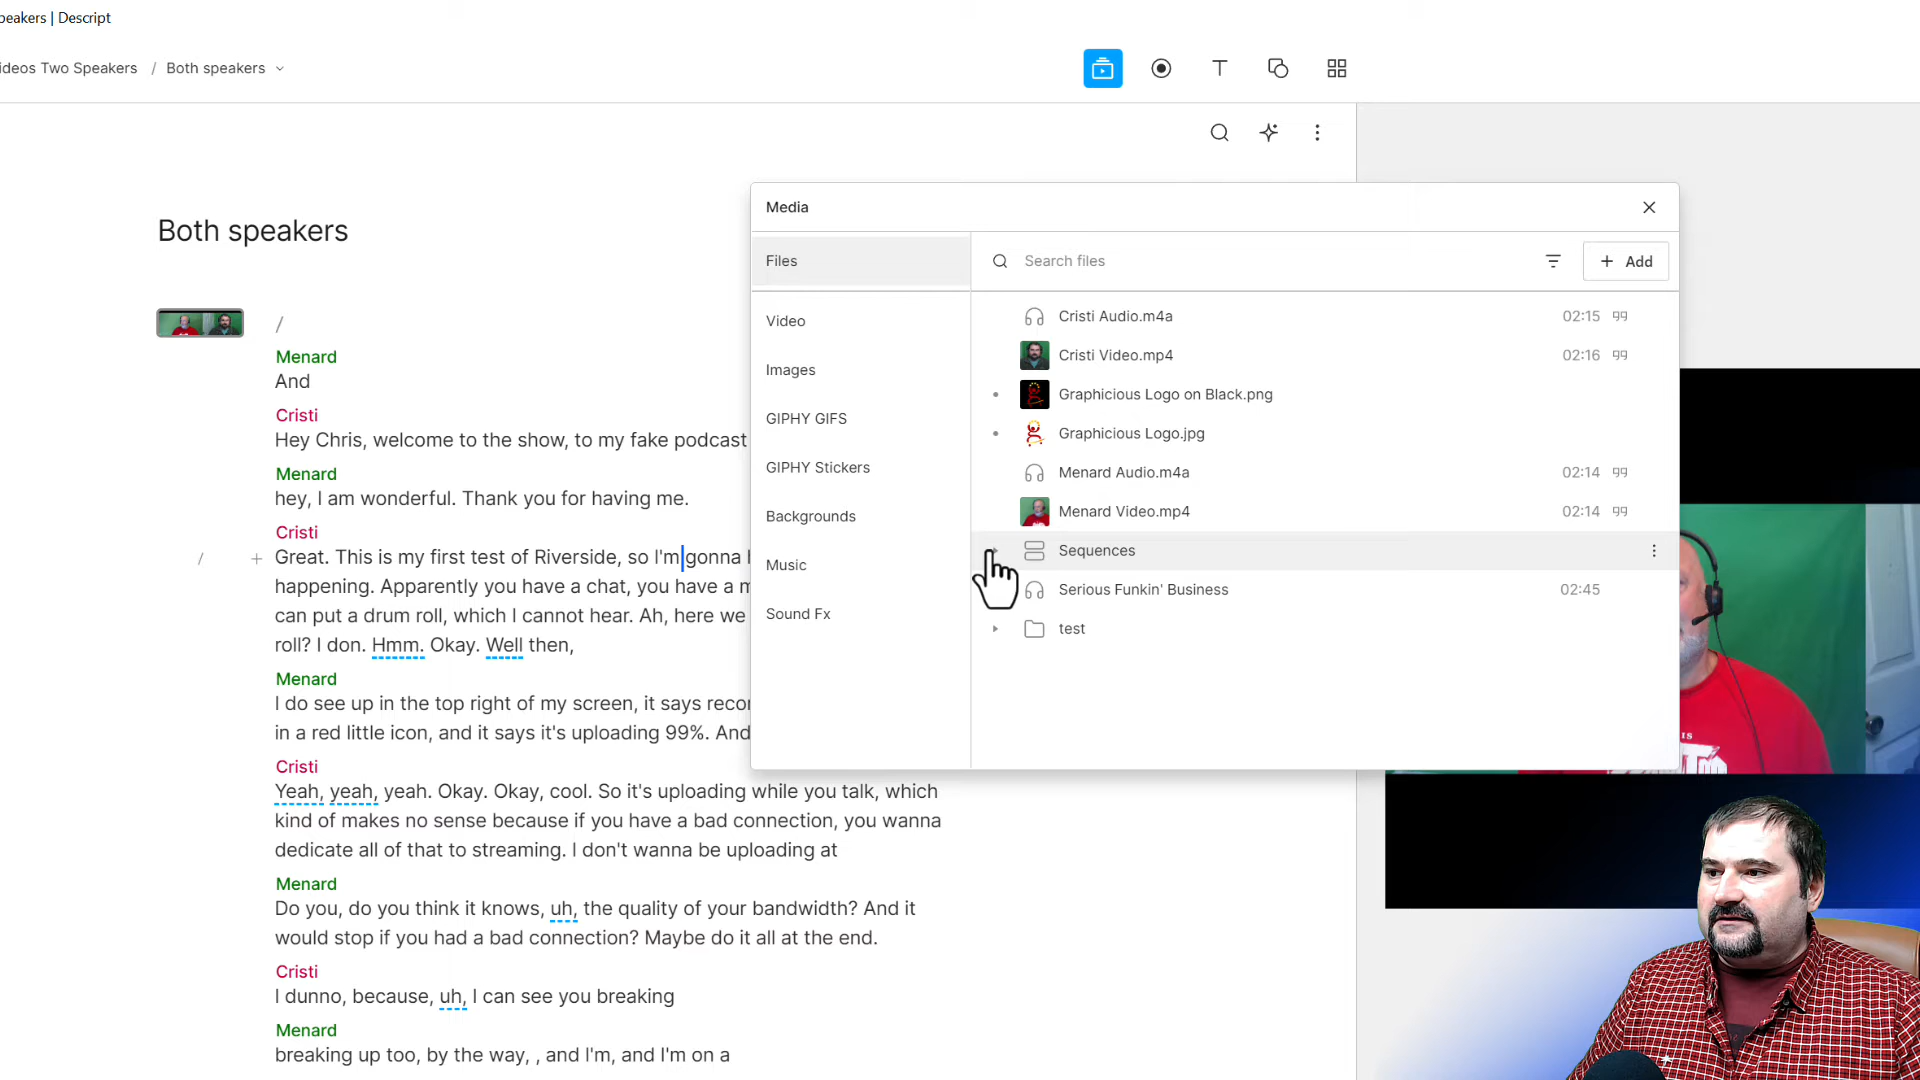 peakers | Descript
ideos Two Speakers / Both speakers
Both speakers
/
Menard
And
Cristi
Hey Chris, welcome to the show, to my fake podcast
Menard
hey, I am wonderful. Thank you for having me.
Cristi
/ + Great. This is my first test of Riverside, so I'm gonna
happening. Apparently you have a chat, you have a m
can put a drum roll, which I cannot hear. Ah, here we
roll? I don. Hmm. Okay. Well then,
Menard
I do see up in the top right of my screen, it says recor
in a red little icon, and it says it's uploading 99%. And
Cristi
Yeah, yeah, yeah. Okay. Okay, cool. So it's uploading while you talk, which
kind of makes no sense because if you have a bad connection, you wanna
dedicate all of that to streaming. I don't wanna be uploading at
Menard
Do you, do you think it knows, uh, the quality of your bandwidth? And it
would stop if you had a bad connection? Maybe do it all at the end.
Cristi
I dunno, because, uh, I can see you breaking
Menard
breaking up too, by the way, , and I'm, and I'm on a
Media
Files
Video
Images
GIPHY GIFS
GIPHY Stickers
Backgrounds
Music
Sound Fx
Search files
+ Add
Cristi Audio.m4a 02:15
Cristi Video.mp4 02:16
Graphicious Logo on Black.png
Graphicious Logo.jpg
Menard Audio.m4a 02:14
Menard Video.mp4 02:14
Sequences
Serious Funkin' Business 02:45
test